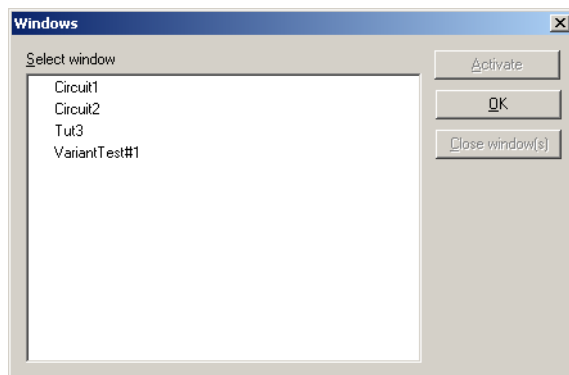 Windows
Select window
Activate
Circuit1
Circuit2
OK
Tut3
VariantTest#1
Close window(s)